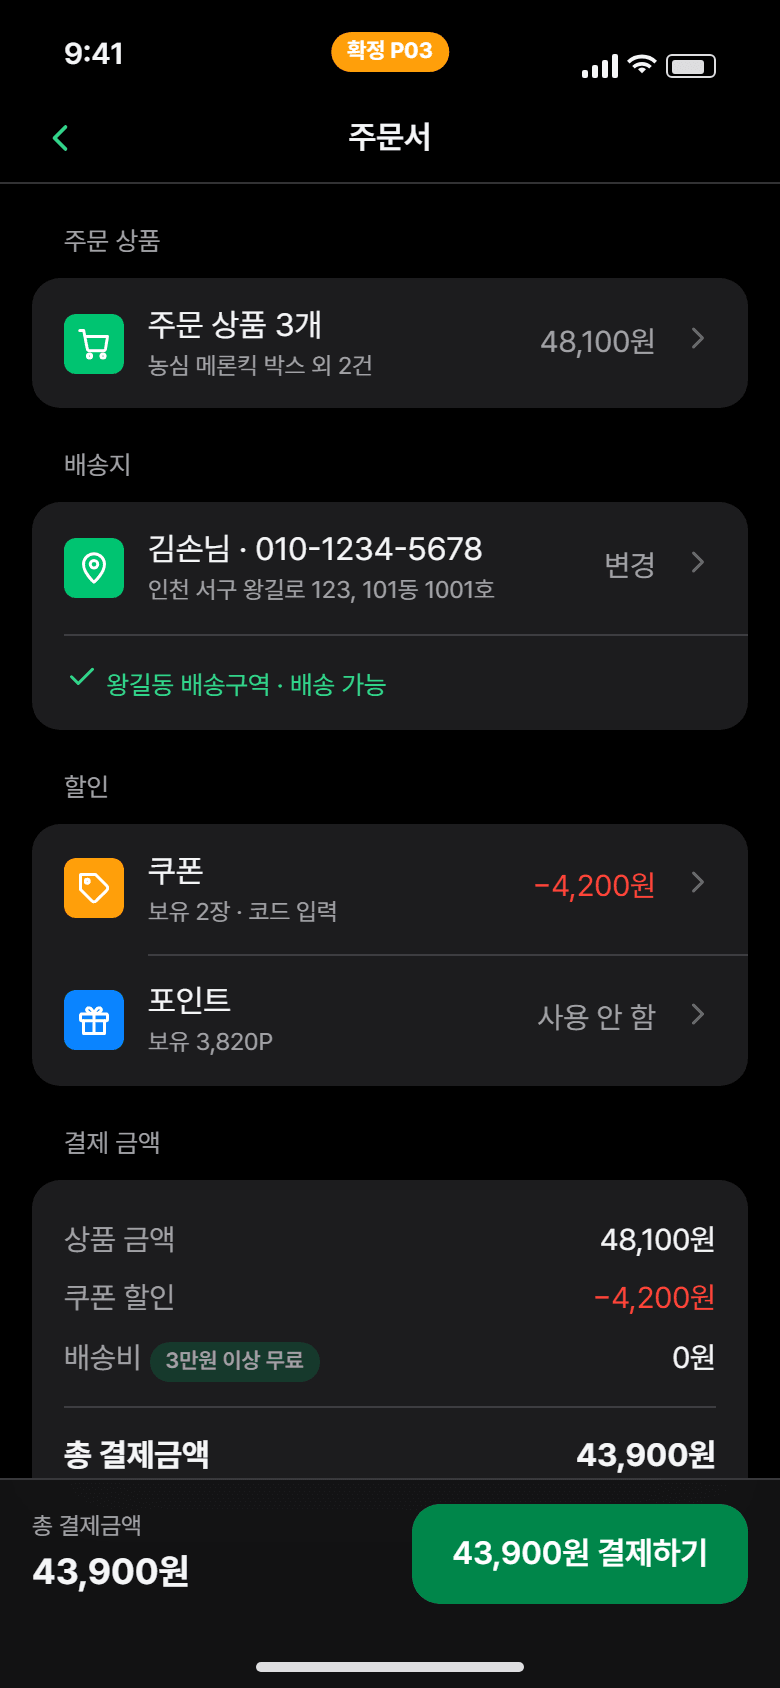 9:41
확정 P03
주문서
주문 상품
주문 상품 3개
농심 메론킥 박스 외 2건
48,100원
배송지
김손님 · 010-1234-5678
인천 서구 왕길로 123, 101동 1001호
변경
왕길동 배송구역 · 배송 가능
할인
쿠폰
보유 2장 · 코드 입력
−4,200원
포인트
보유 3,820P
사용 안 함
결제 금액
상품 금액 48,100원
쿠폰 할인 −4,200원
배송비 3만원 이상 무료 0원
총 결제금액 43,900원
총 결제금액
43,900원
43,900원 결제하기